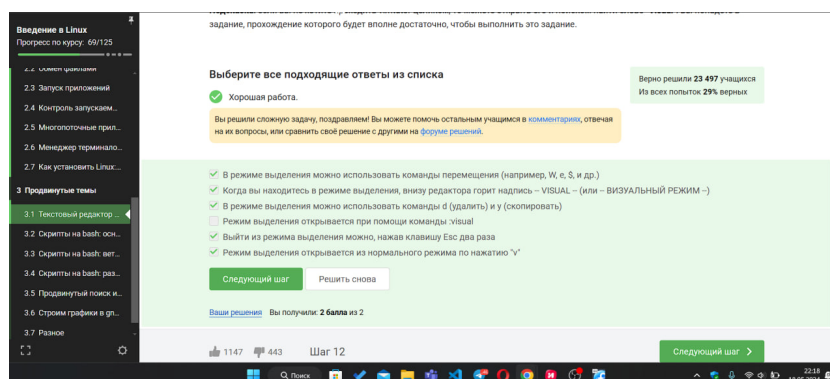 Введение в Linux
Прогресс по курсу: 69/125
2.2 Обмен файлами
2.3 Запуск приложений
2.4 Контроль запускаем...
2.5 Многопоточные прил...
2.6 Менеджер терминало...
2.7 Как установить Linux:...
3 Продвинутые темы
3.1 Текстовый редактор ...
3.2 Скрипты на bash: осн...
3.3 Скрипты на bash: вет...
3.4 Скрипты на bash: раз...
3.5 Продвинутый поиск и...
3.6 Строим графики в gn...
3.7 Разное
задание, прохождение которого будет вполне достаточно, чтобы выполнить это задание.
Выберите все подходящие ответы из списка
Хорошая работа.
Верно решили 23 497 учащихся
Из всех попыток 29% верных
Вы решили сложную задачу, поздравляем! Вы можете помочь остальным учащимся в комментариях, отвечая
на их вопросы, или сравнить своё решение с другими на форуме решений.
В режиме выделения можно использовать команды перемещения (например, W, e, $, и др.)
Когда вы находитесь в режиме выделения, внизу редактора горит надпись -- VISUAL -- (или -- ВИЗУАЛЬНЫЙ РЕЖИМ --)
В режиме выделения можно использовать команды d (удалить) и y (скопировать)
Режим выделения открывается при помощи команды :visual
Выйти из режима выделения можно, нажав клавишу Esc два раза
Режим выделения открывается из нормального режима по нажатию "v"
Следующий шаг
Решить снова
Ваши решения Вы получили: 2 балла из 2
1147 443 Шаг 12
Следующий шаг
Поиск
22:18